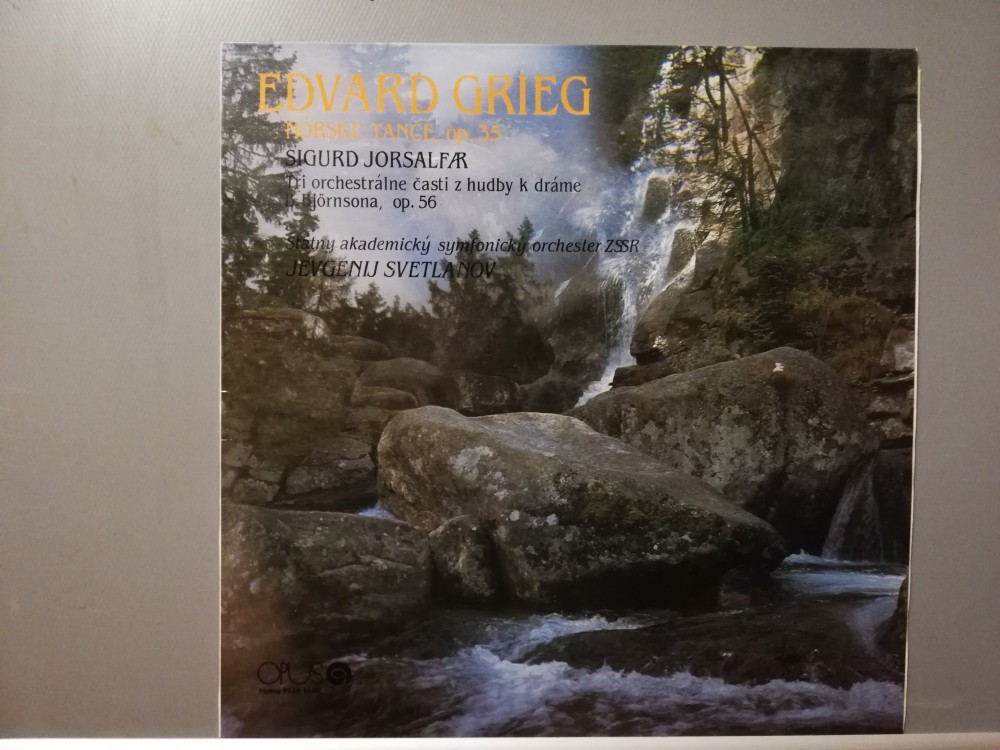 EDVARD GRIEG
NÓRSKE TANCE, op. 35
SIGURD JORSALFAR
Tri orchestrálne časti z hudby k dráme
B. Björnsona, op. 56
Štátny akademický symfonický orchester ZSSR
JEVGENIJ SVETLANOV
OPUS